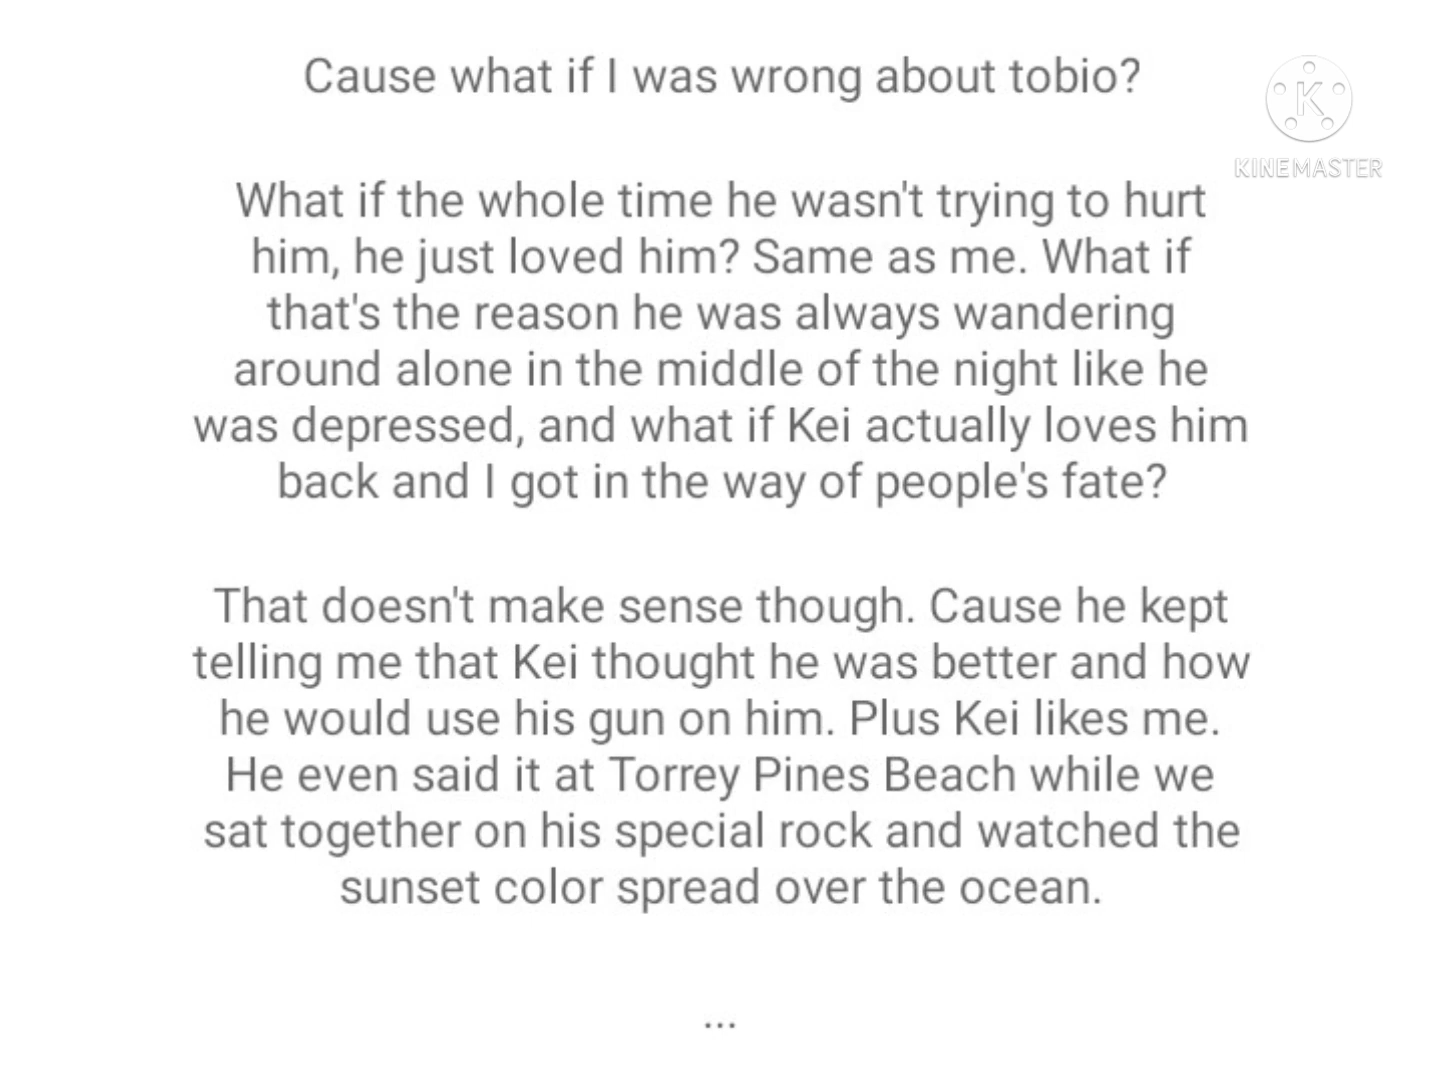 Cause what if I was wrong about tobio?
K
KINEMASTER
What if the whole time he wasn't trying to hurt
him, he just loved him? Same as me. What if
that's the reason he was always wandering
around alone in the middle of the night like he
was depressed, and what if Kei actually loves him
back and I got in the way of people's fate?
That doesn't make sense though. Cause he kept
telling me that Kei thought he was better and how
he would use his gun on him. Plus Kei likes me.
He even said it at Torrey Pines Beach while we
sat together on his special rock and watched the
sunset color spread over the ocean.
...